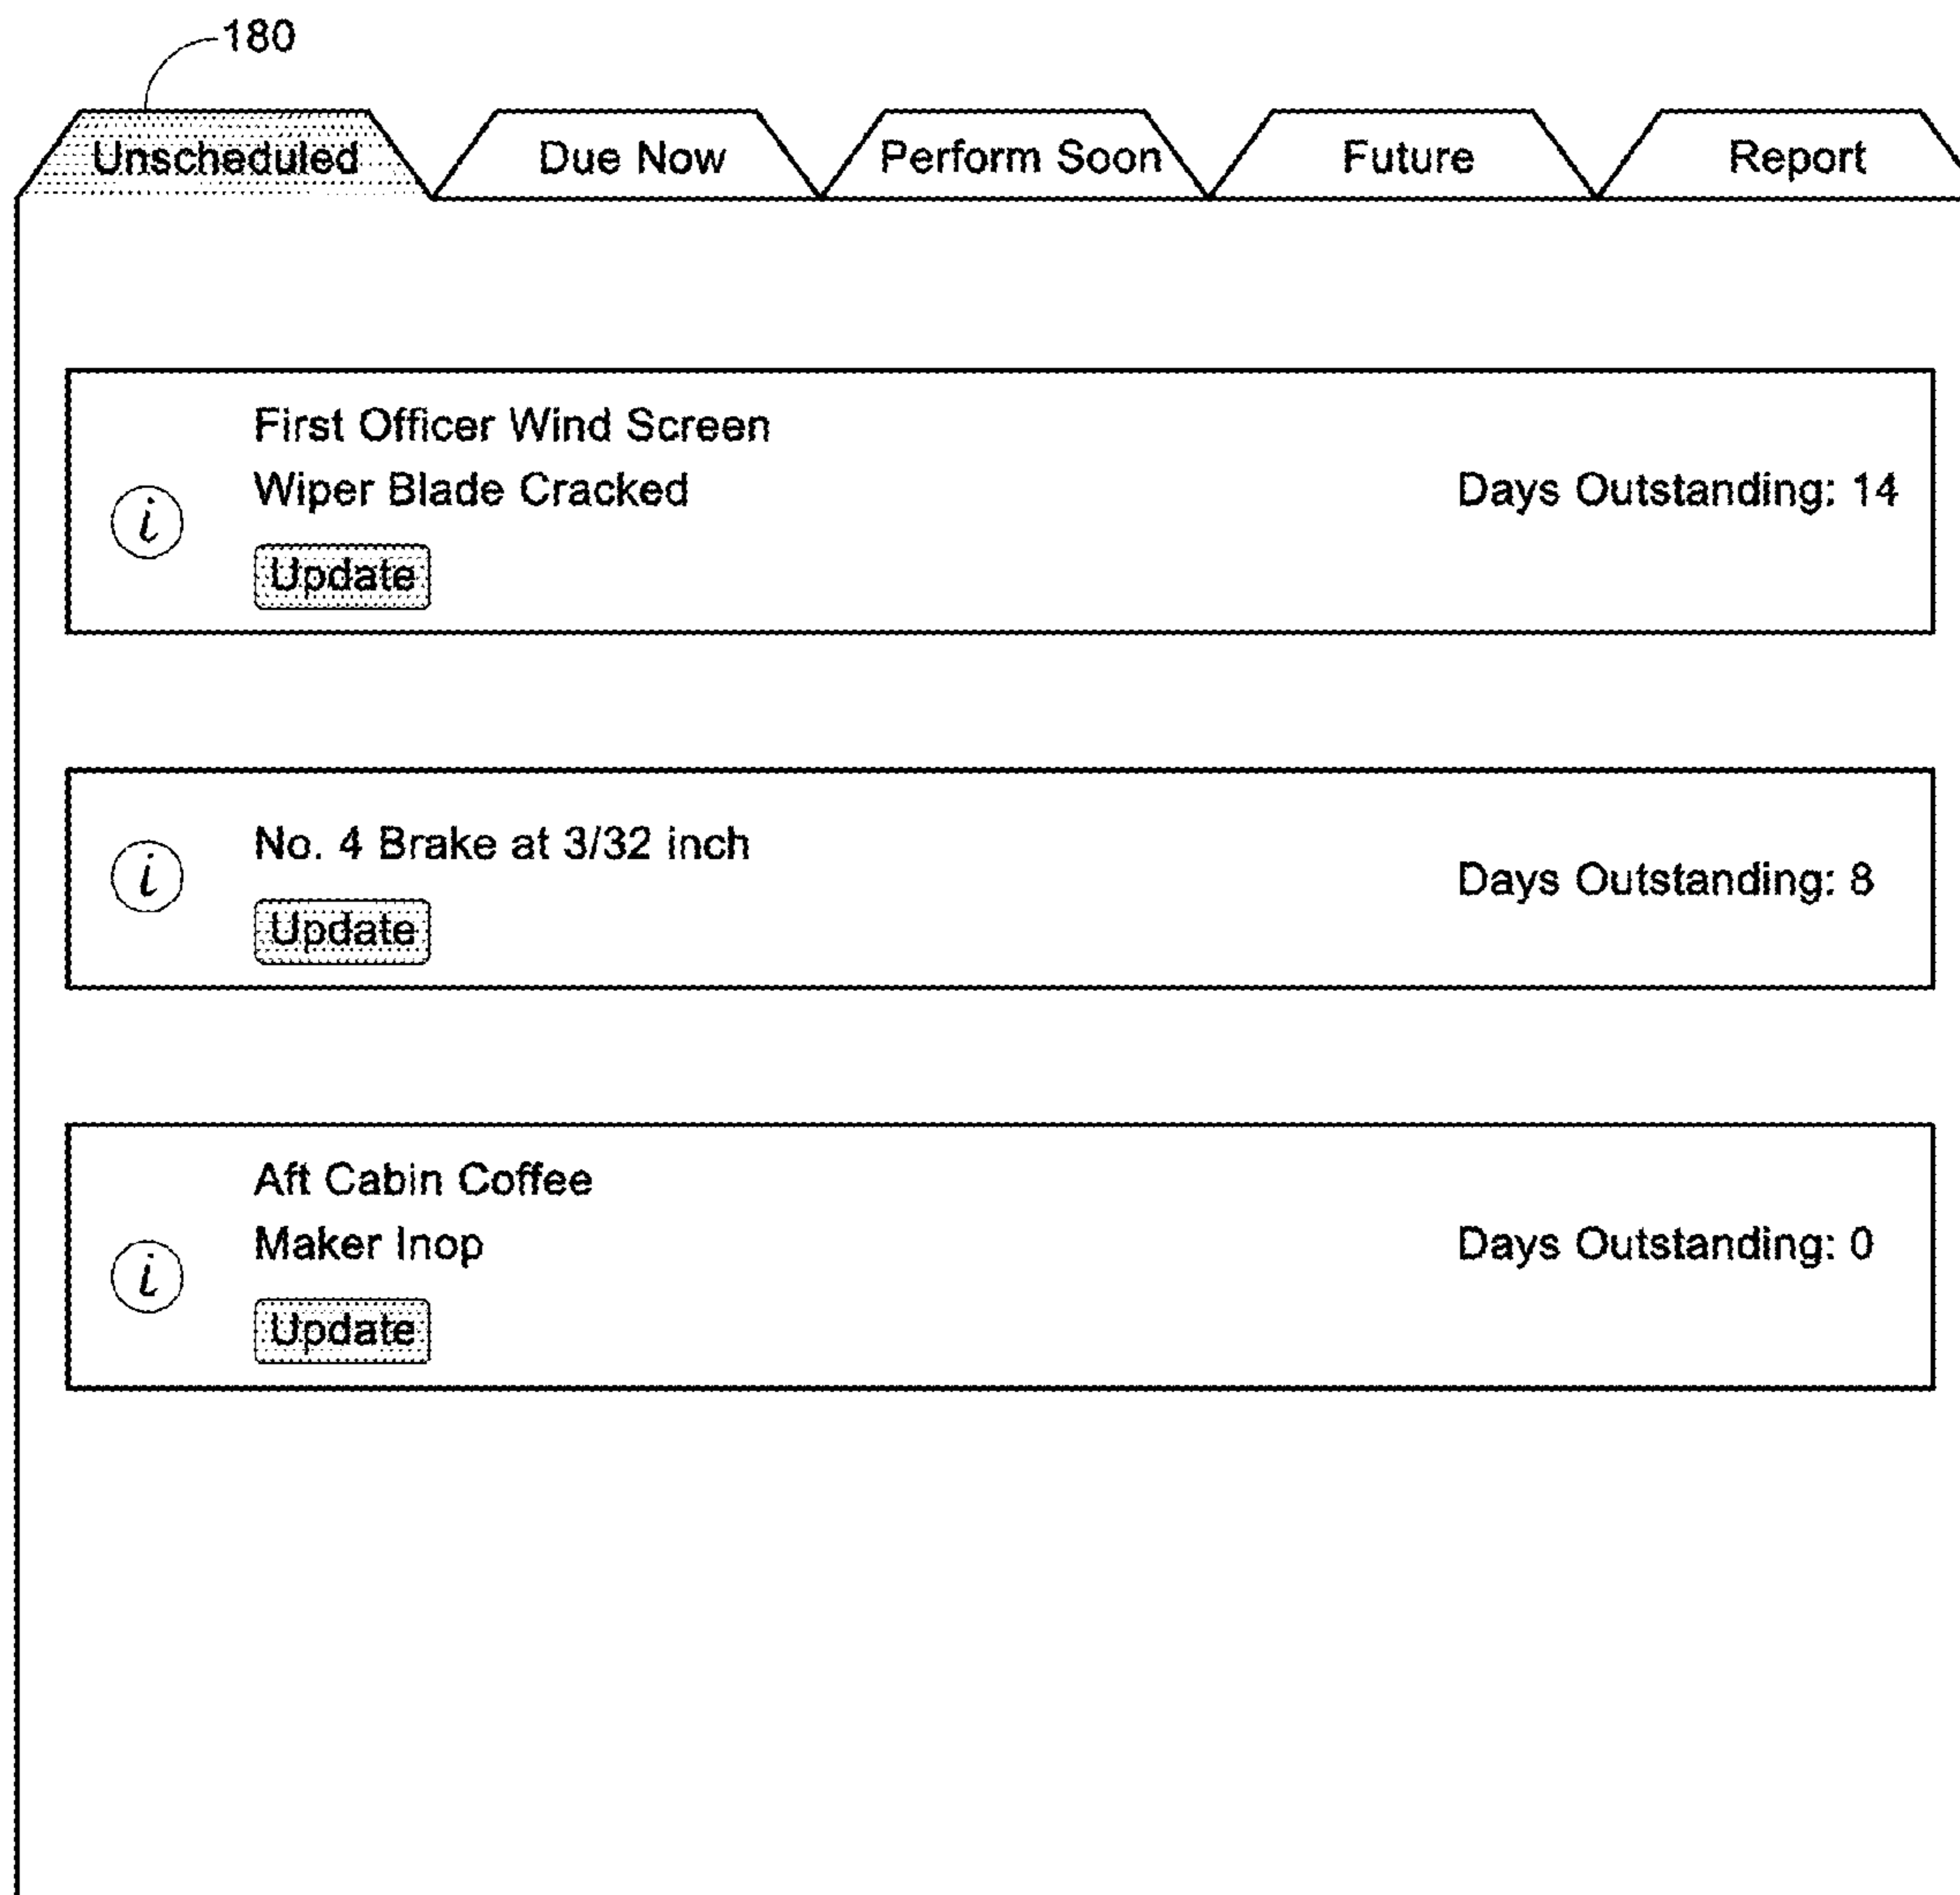 180
Unscheduled Due Now Perform Soon Future Report
First Officer Wind Screen
Wiper Blade Cracked Days Outstanding: 14
i
Update
No. 4 Brake at 3/32 inch
i Days Outstanding: 8
Update
Aft Cabin Coffee
Maker Inop Days Outstanding: 0
i
Update